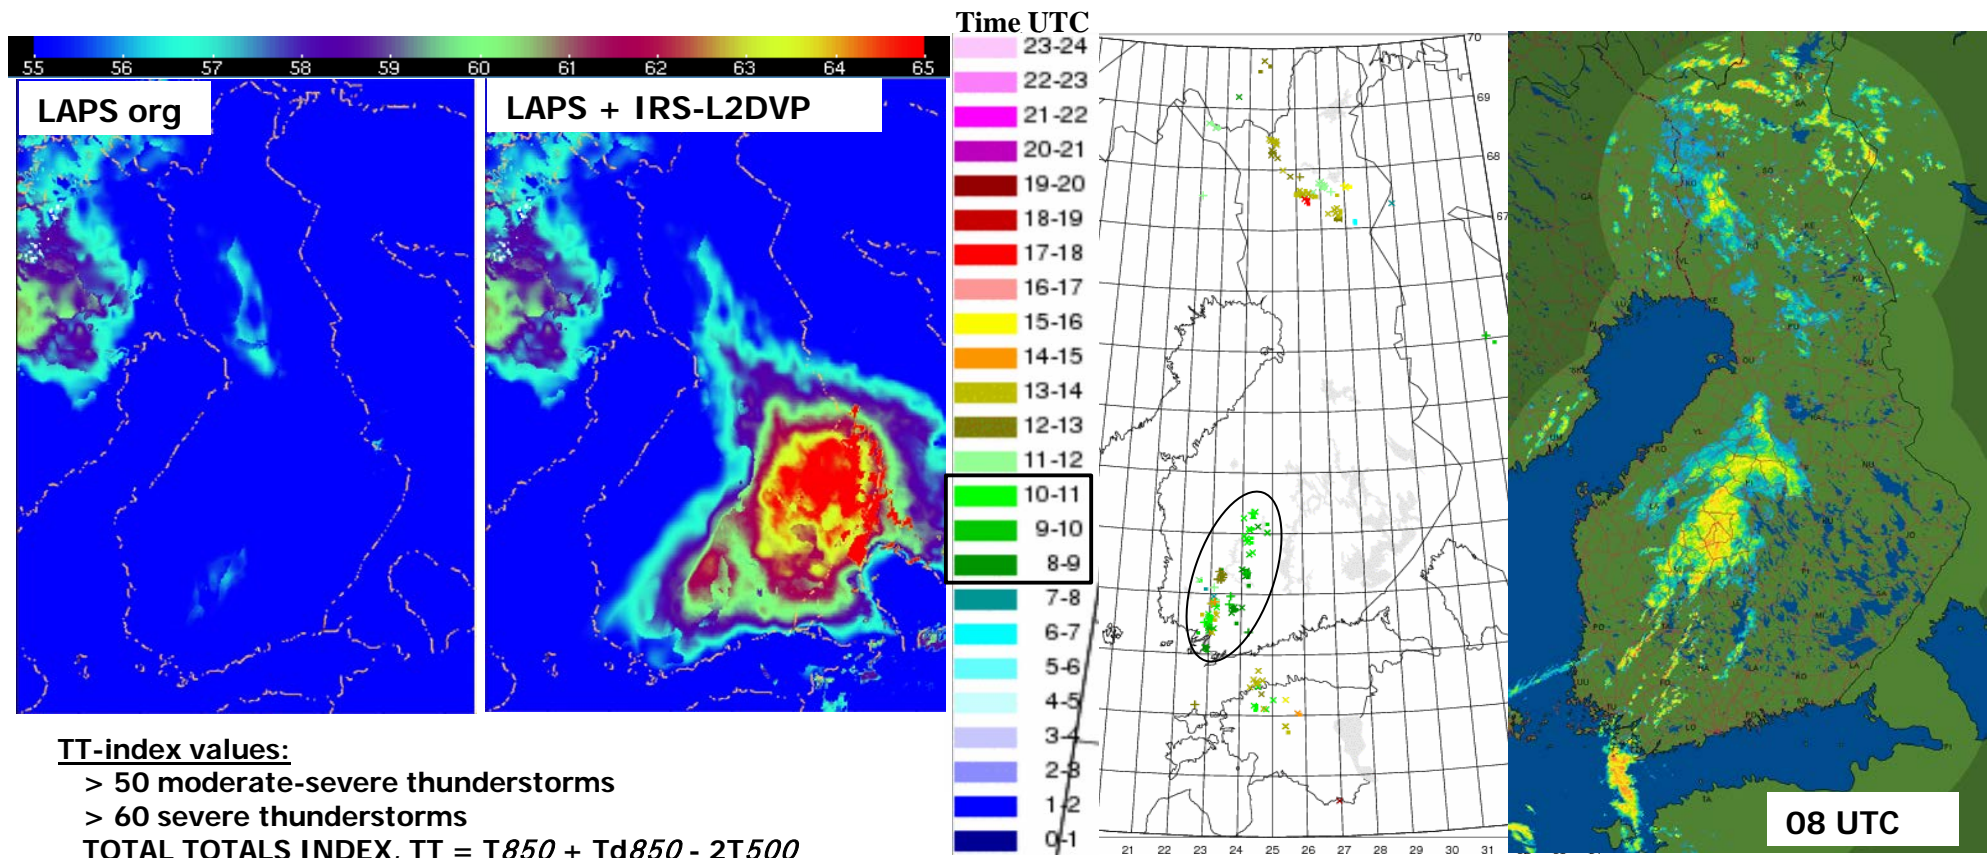 Time UTC
55 56 57 58 59 60 61 62 63 64 65
LAPS org
LAPS + IRS-L2DVP
23-24
22-23
21-22
20-21
19-20
18-19
17-18
16-17
15-16
14-15
13-14
12-13
11-12
10-11
9-10
8-9
7-8
6-7
5-6
4-5
3-4
2-3
1-2
0-1
70
69
68
67
21 22 23 24 25 26 27 28 29 30 31
08 UTC
TT-index values:
> 50 moderate-severe thunderstorms
> 60 severe thunderstorms
TOTAL TOTALS INDEX, TT = T850 + Td850 - 2T500